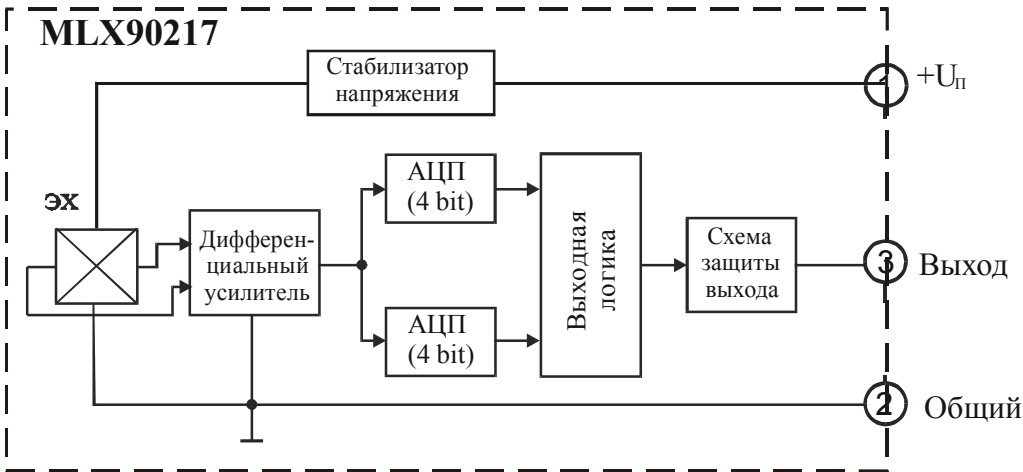 MLX90217
Стабилизатор
напряжения
1
+Uп
ЭХ
АЦП
(4 bit)
Дифферен-
циальный
усилитель
Выходная
логика
Схема
защиты
выхода
3
Выход
АЦП
(4 bit)
2
Общий